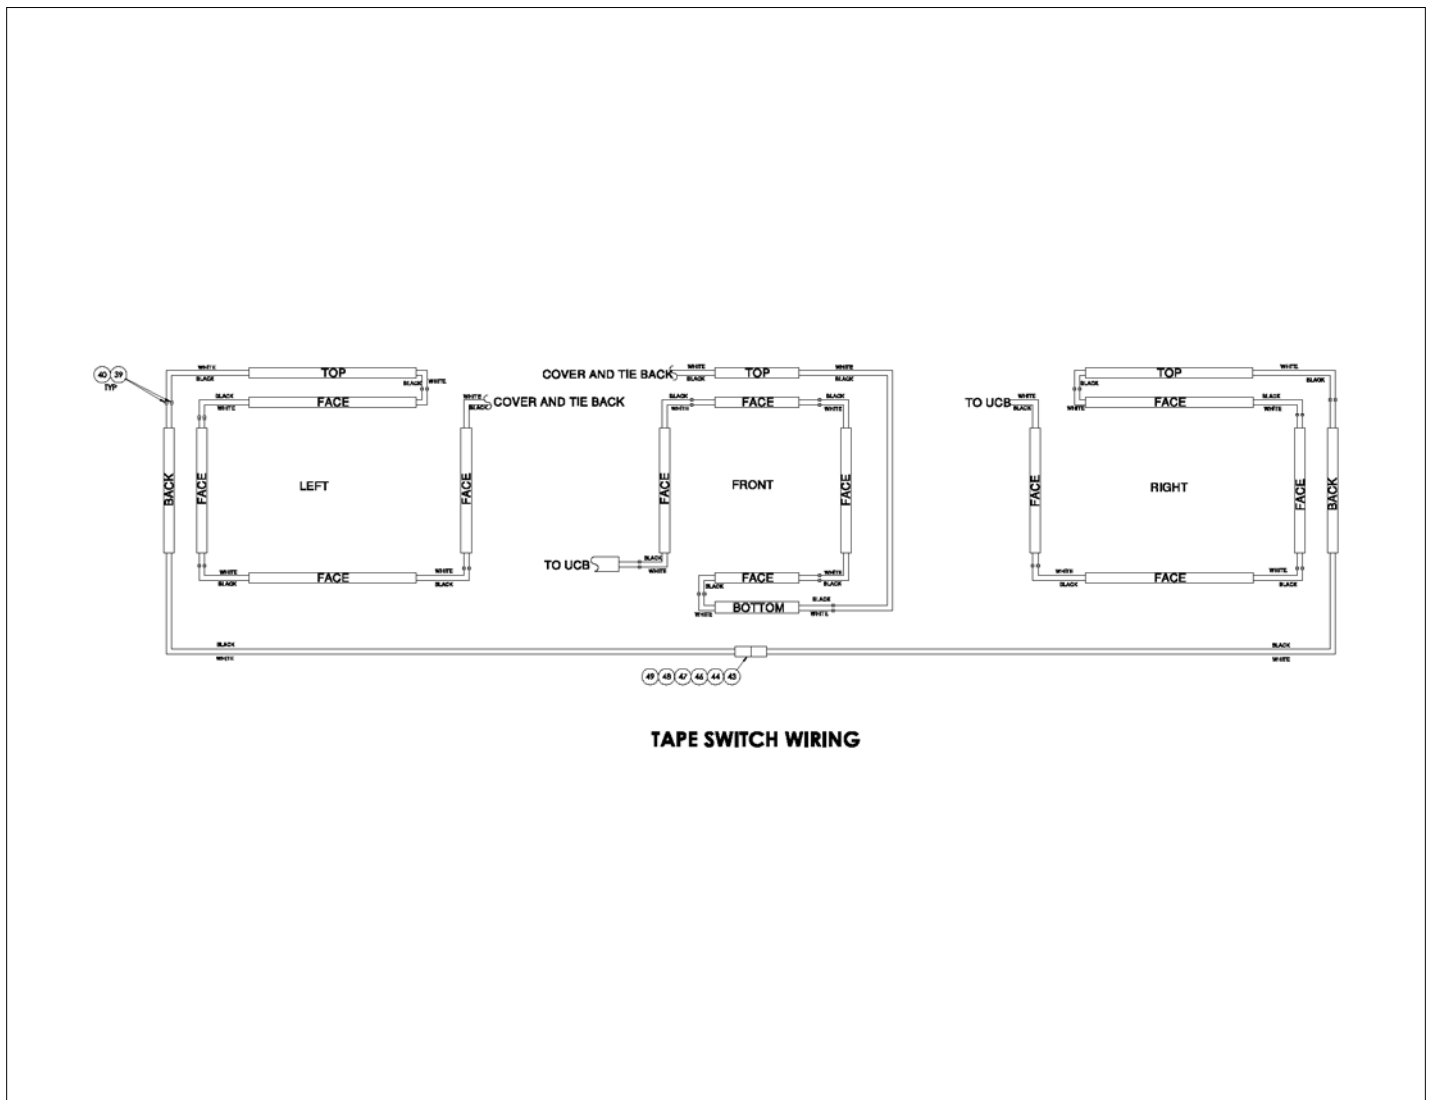 WHITE TOP
BLACK
BLACK WHITE
40 39
TYP
BLACK
WHITE FACE
BACK
FACE
LEFT
FACE
WHITE
BLACK COVER AND TIE BACK
WHITE FACE WHITE
BLACK BLACK
BLACK
WHITE
COVER AND TIE BACK WHITE TOP WHITE
BLACK BLACK
BLACK FACE WHITE
WHITE BLACK
FACE
FRONT
FACE
TO UCB BLACK
WHITE
FACE WHITE
BLACK BLACK
BOTTOM BLACK
WHITE WHITE
49 48 47 46 44 43
TOP WHITE
BLACK BLACK
TO UCB WHITE
BLACK
WHITE FACE BLACK
WHITE
FACE
RIGHT
FACE
BACK
WHITE FACE WHITE
BLACK BLACK
BLACK
WHITE
TAPE SWITCH WIRING